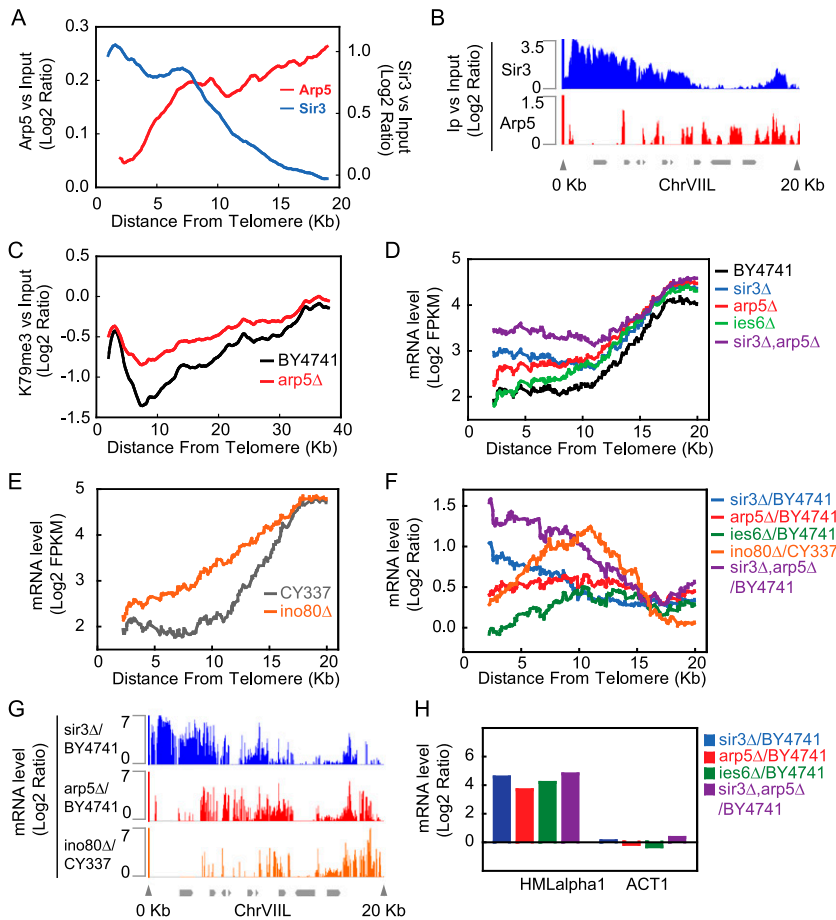 A
Arp5 vs Input
(Log2 Ratio)
0.3
0.2
0.1
0.0
Sir3 vs Input
(Log2 Ratio)
1.0
0.5
0.0
Arp5
Sir3
0
5
10
15
20
Distance From Telomere (Kb)
B
Ip vs Input
(Log2 Ratio)
Sir3
3.5
0
Arp5
1.5
0
0 Kb
ChrVIIL
20 Kb
C
K79me3 vs Input
(Log2 Ratio)
0.5
-0.0
-0.5
-1.0
-1.5
BY4741
arp5Δ
0
10
20
30
40
Distance From Telomere (Kb)
D
mRNA level
(Log2 FPKM)
5
4
3
2
BY4741
sir3Δ
arp5Δ
ies6Δ
sir3Δ,arp5Δ
0
5
10
15
20
Distance From Telomere (Kb)
E
mRNA level
(Log2 FPKM)
5
4
3
2
CY337
ino80Δ
0
5
10
15
20
Distance From Telomere (Kb)
F
mRNA level
(Log2 Ratio)
1.5
1.0
0.5
0.0
sir3Δ/BY4741
arp5Δ/BY4741
ies6Δ/BY4741
ino80Δ/CY337
sir3Δ,arp5Δ
/BY4741
0
5
10
15
20
Distance From Telomere (Kb)
G
mRNA level
(Log2 Ratio)
sir3Δ/
BY4741
7
0
arp5Δ/
BY4741
7
0
ino80Δ/
CY337
7
0
0 Kb
ChrVIIL
20 Kb
H
mRNA level
(Log2 Ratio)
6
4
2
0
HMLalpha1
ACT1
sir3Δ/BY4741
arp5Δ/BY4741
ies6Δ/BY4741
sir3Δ,arp5Δ
/BY4741